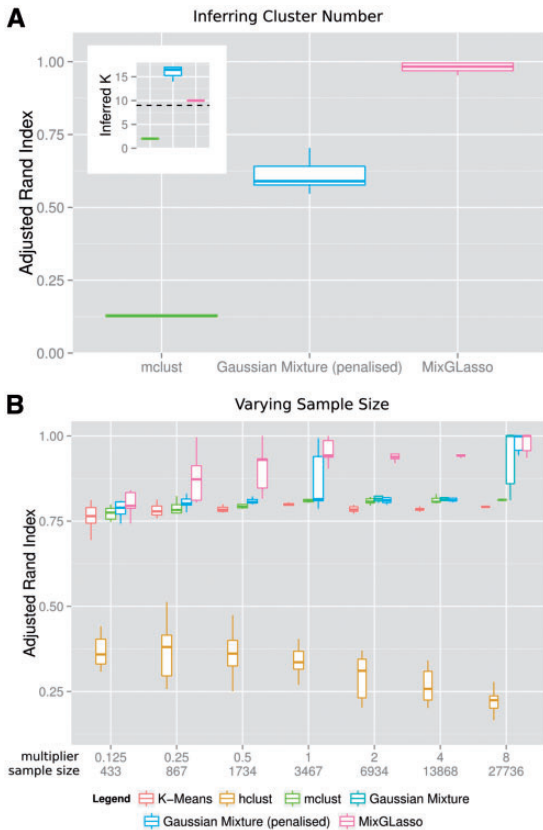 A
Inferring Cluster Number
Adjusted Rand Index
1.00
0.75
0.50
0.25
0.00
Inferred K
15
10
5
0
mclust Gaussian Mixture (penalised) MixGLasso
B
Varying Sample Size
Adjusted Rand Index
1.00
0.75
0.50
0.25
multiplier 0.125 0.25 0.5 1 2 4 8
sample size 433 867 1734 3467 6934 13868 27736
Legend K-Means hclust mclust Gaussian Mixture
Gaussian Mixture (penalised) MixGLasso